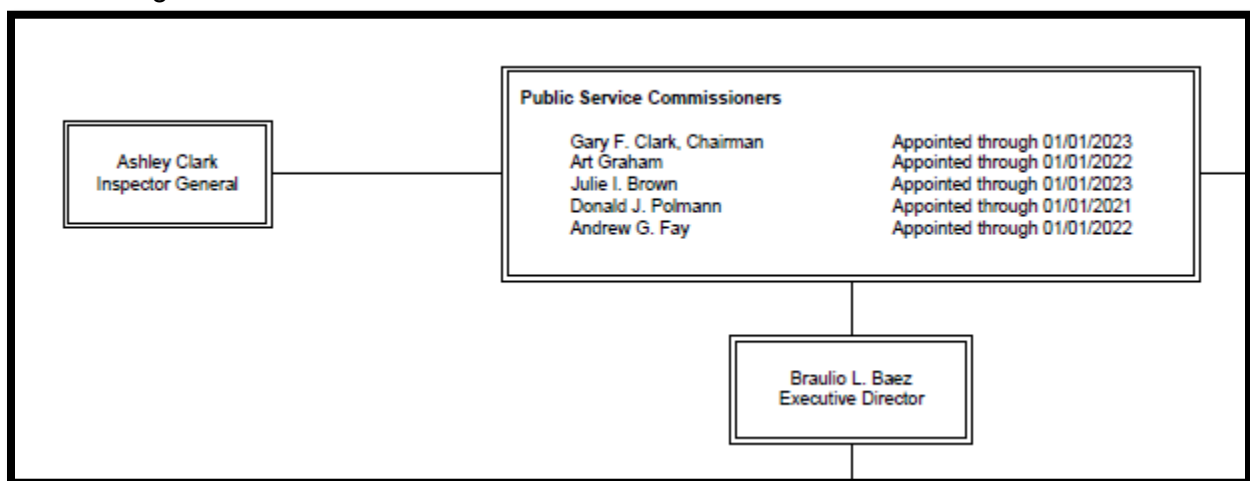 Public Service Commissioners
Gary F. Clark, Chairman Appointed through 01/01/2023
Art Graham Appointed through 01/01/2022
Julie I. Brown Appointed through 01/01/2023
Donald J. Polmann Appointed through 01/01/2021
Andrew G. Fay Appointed through 01/01/2022
Ashley Clark
Inspector General
Braulio L. Baez
Executive Director